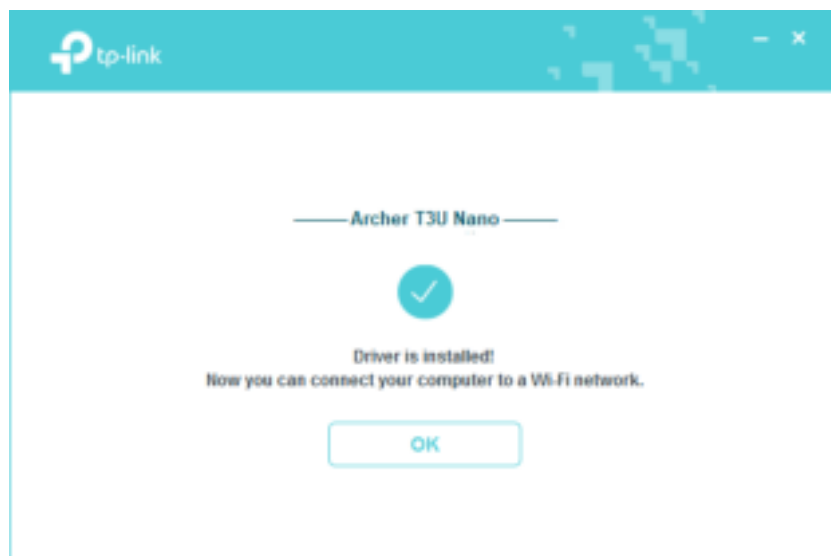 tp-link
Archer T3U Nano
Driver is installed!
Now you can connect your computer to a Wi-Fi network.
OK